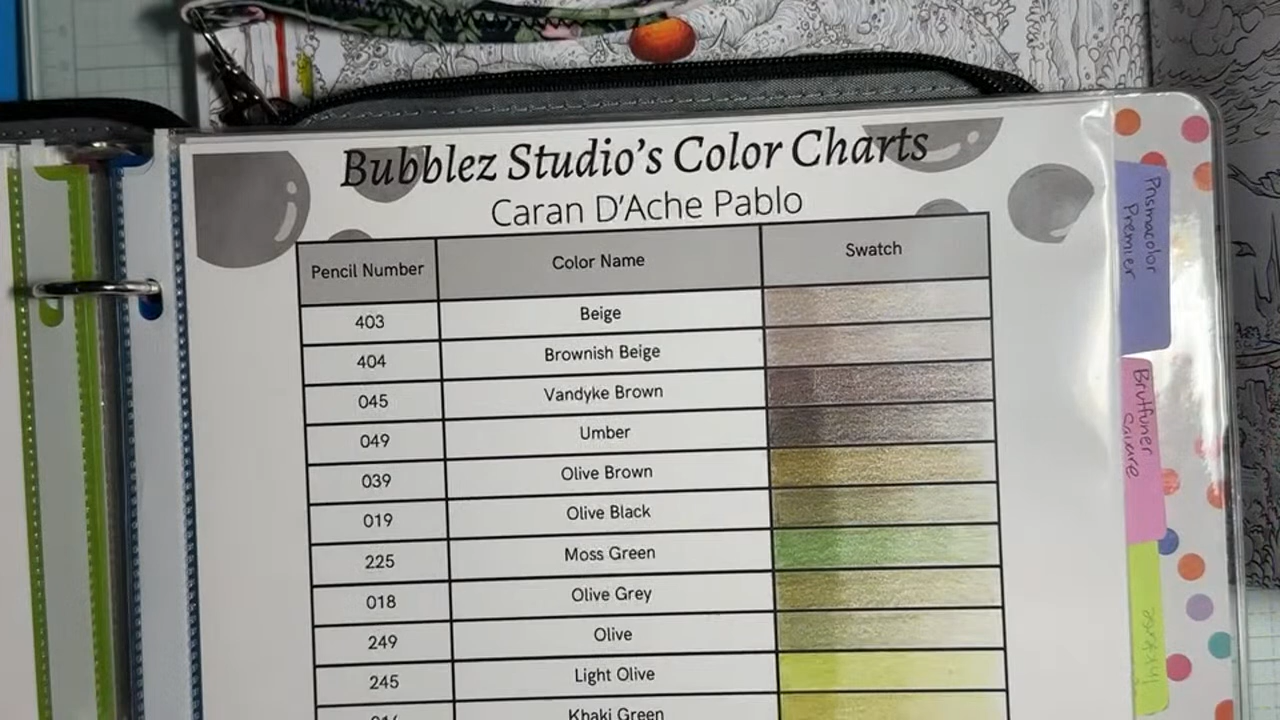 Bubblez Studio's Color Charts
Caran D'Ache Pablo
Pencil Number Color Name Swatch
403 Beige
404 Brownish Beige
045 Vandyke Brown
049 Umber
039 Olive Brown
019 Olive Black
225 Moss Green
018 Olive Grey
249 Olive
245 Light Olive
016 Khaki Green
Prismacolor
Premier
Brutfuner
Square
Inktense